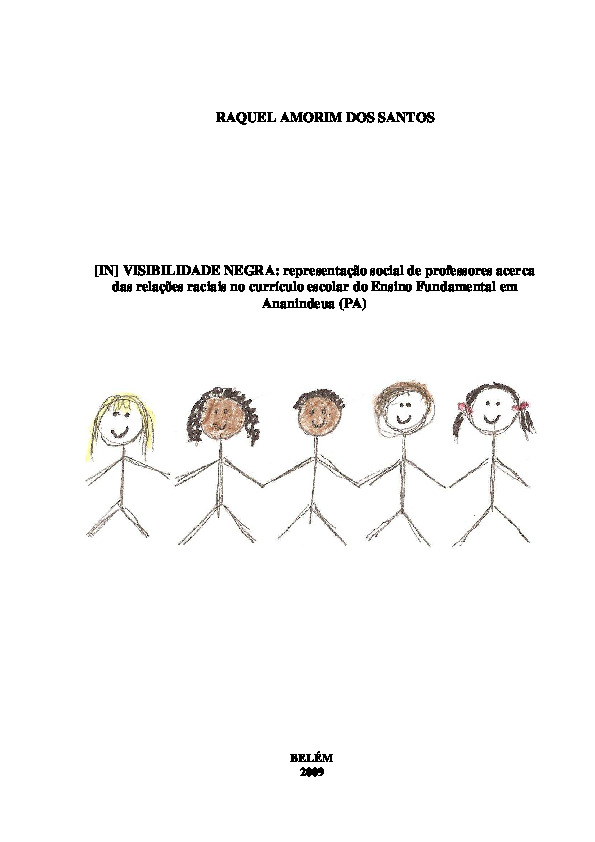 RAQUEL AMORIM DOS SANTOS
[IN] VISIBILIDADE NEGRA: representação social de professores acerca
das relações raciais no currículo escolar do Ensino Fundamental em
Ananindeua (PA)
BELÉM
2009